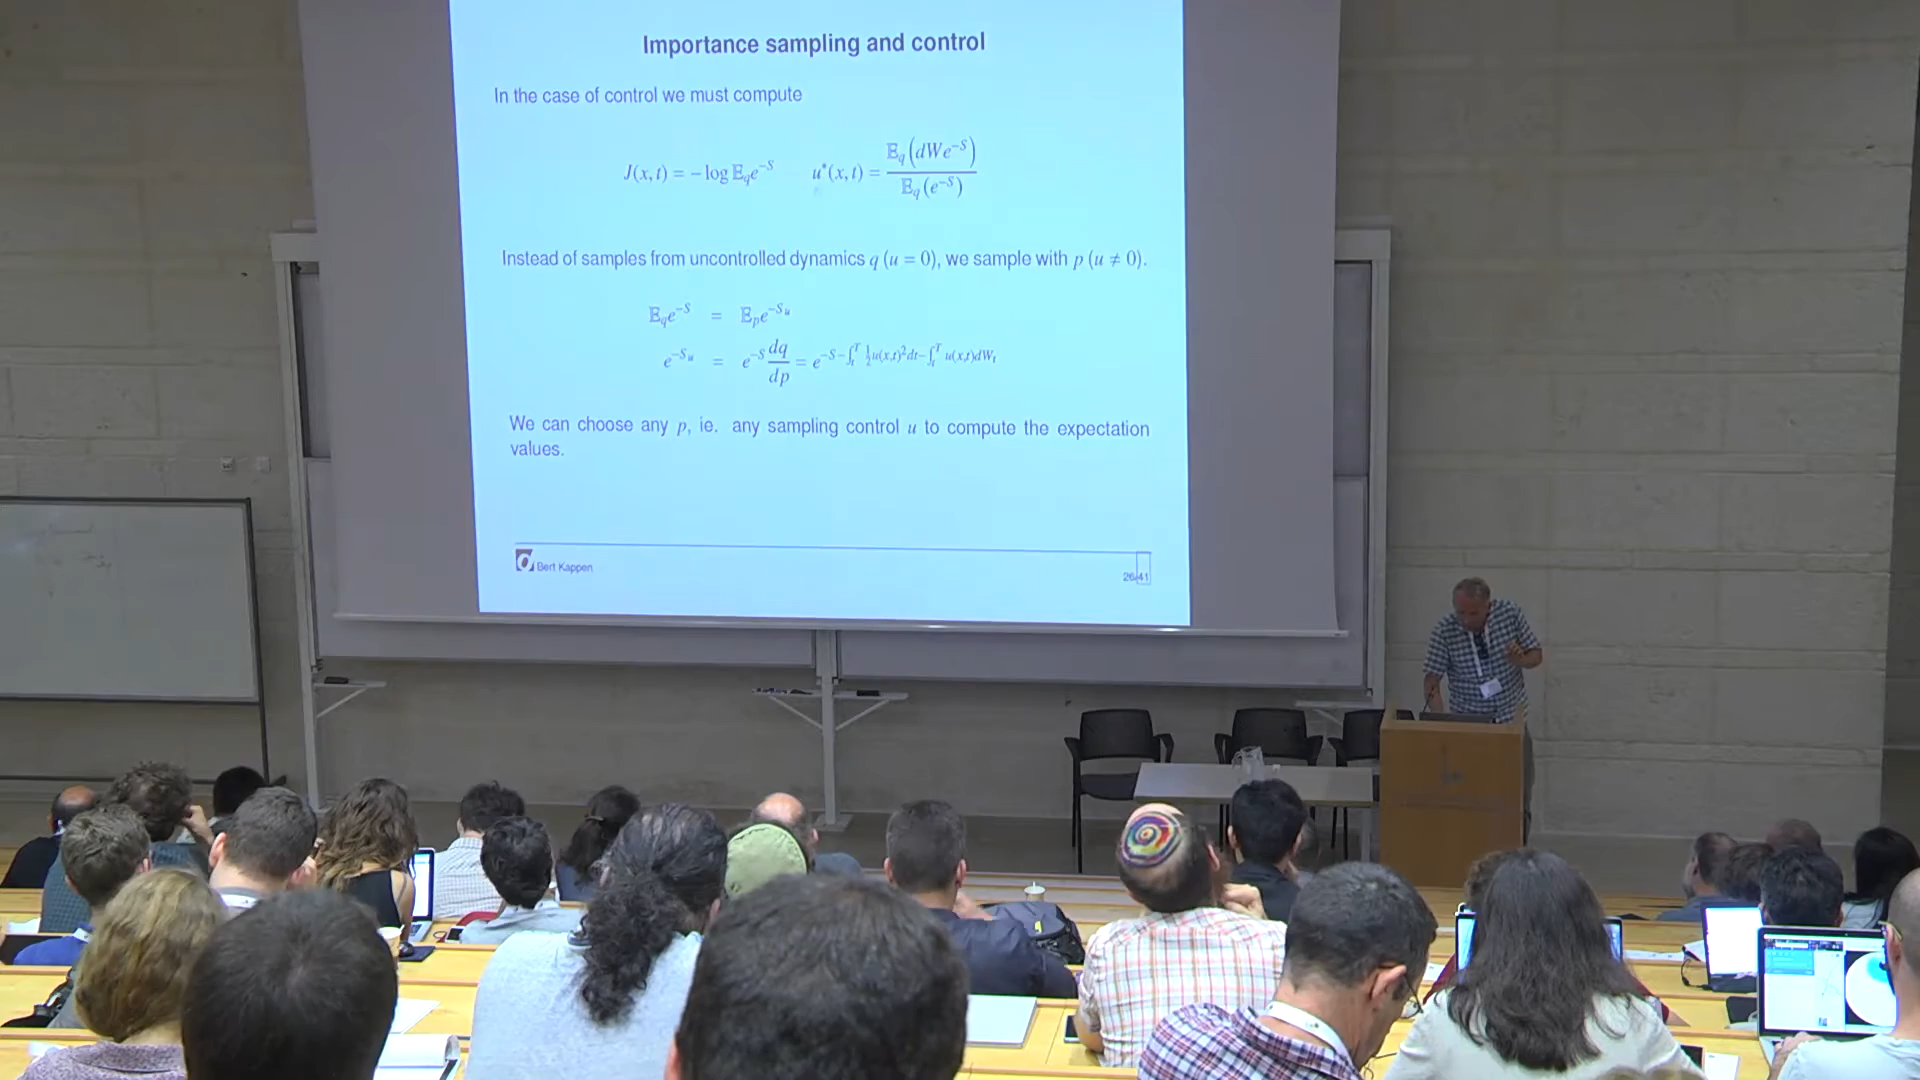 Importance sampling and control
In the case of control we must compute
J(x, t) = − log 𝔼_q e^{−S}    u*(x, t) = 𝔼_q (dWe^{−S}) / 𝔼_q (e^{−S})
Instead of samples from uncontrolled dynamics q (u = 0), we sample with p (u ≠ 0).
𝔼_q e^{−S} = 𝔼_p e^{−S_u}
e^{−S_u} = e^{−S} dq/dp = e^{−S−∫_t^T ½u(x,t)²dt−∫_t^T u(x,t)dW_t}
We can choose any p, ie. any sampling control u to compute the expectation
values.
Bert Kappen
26/41